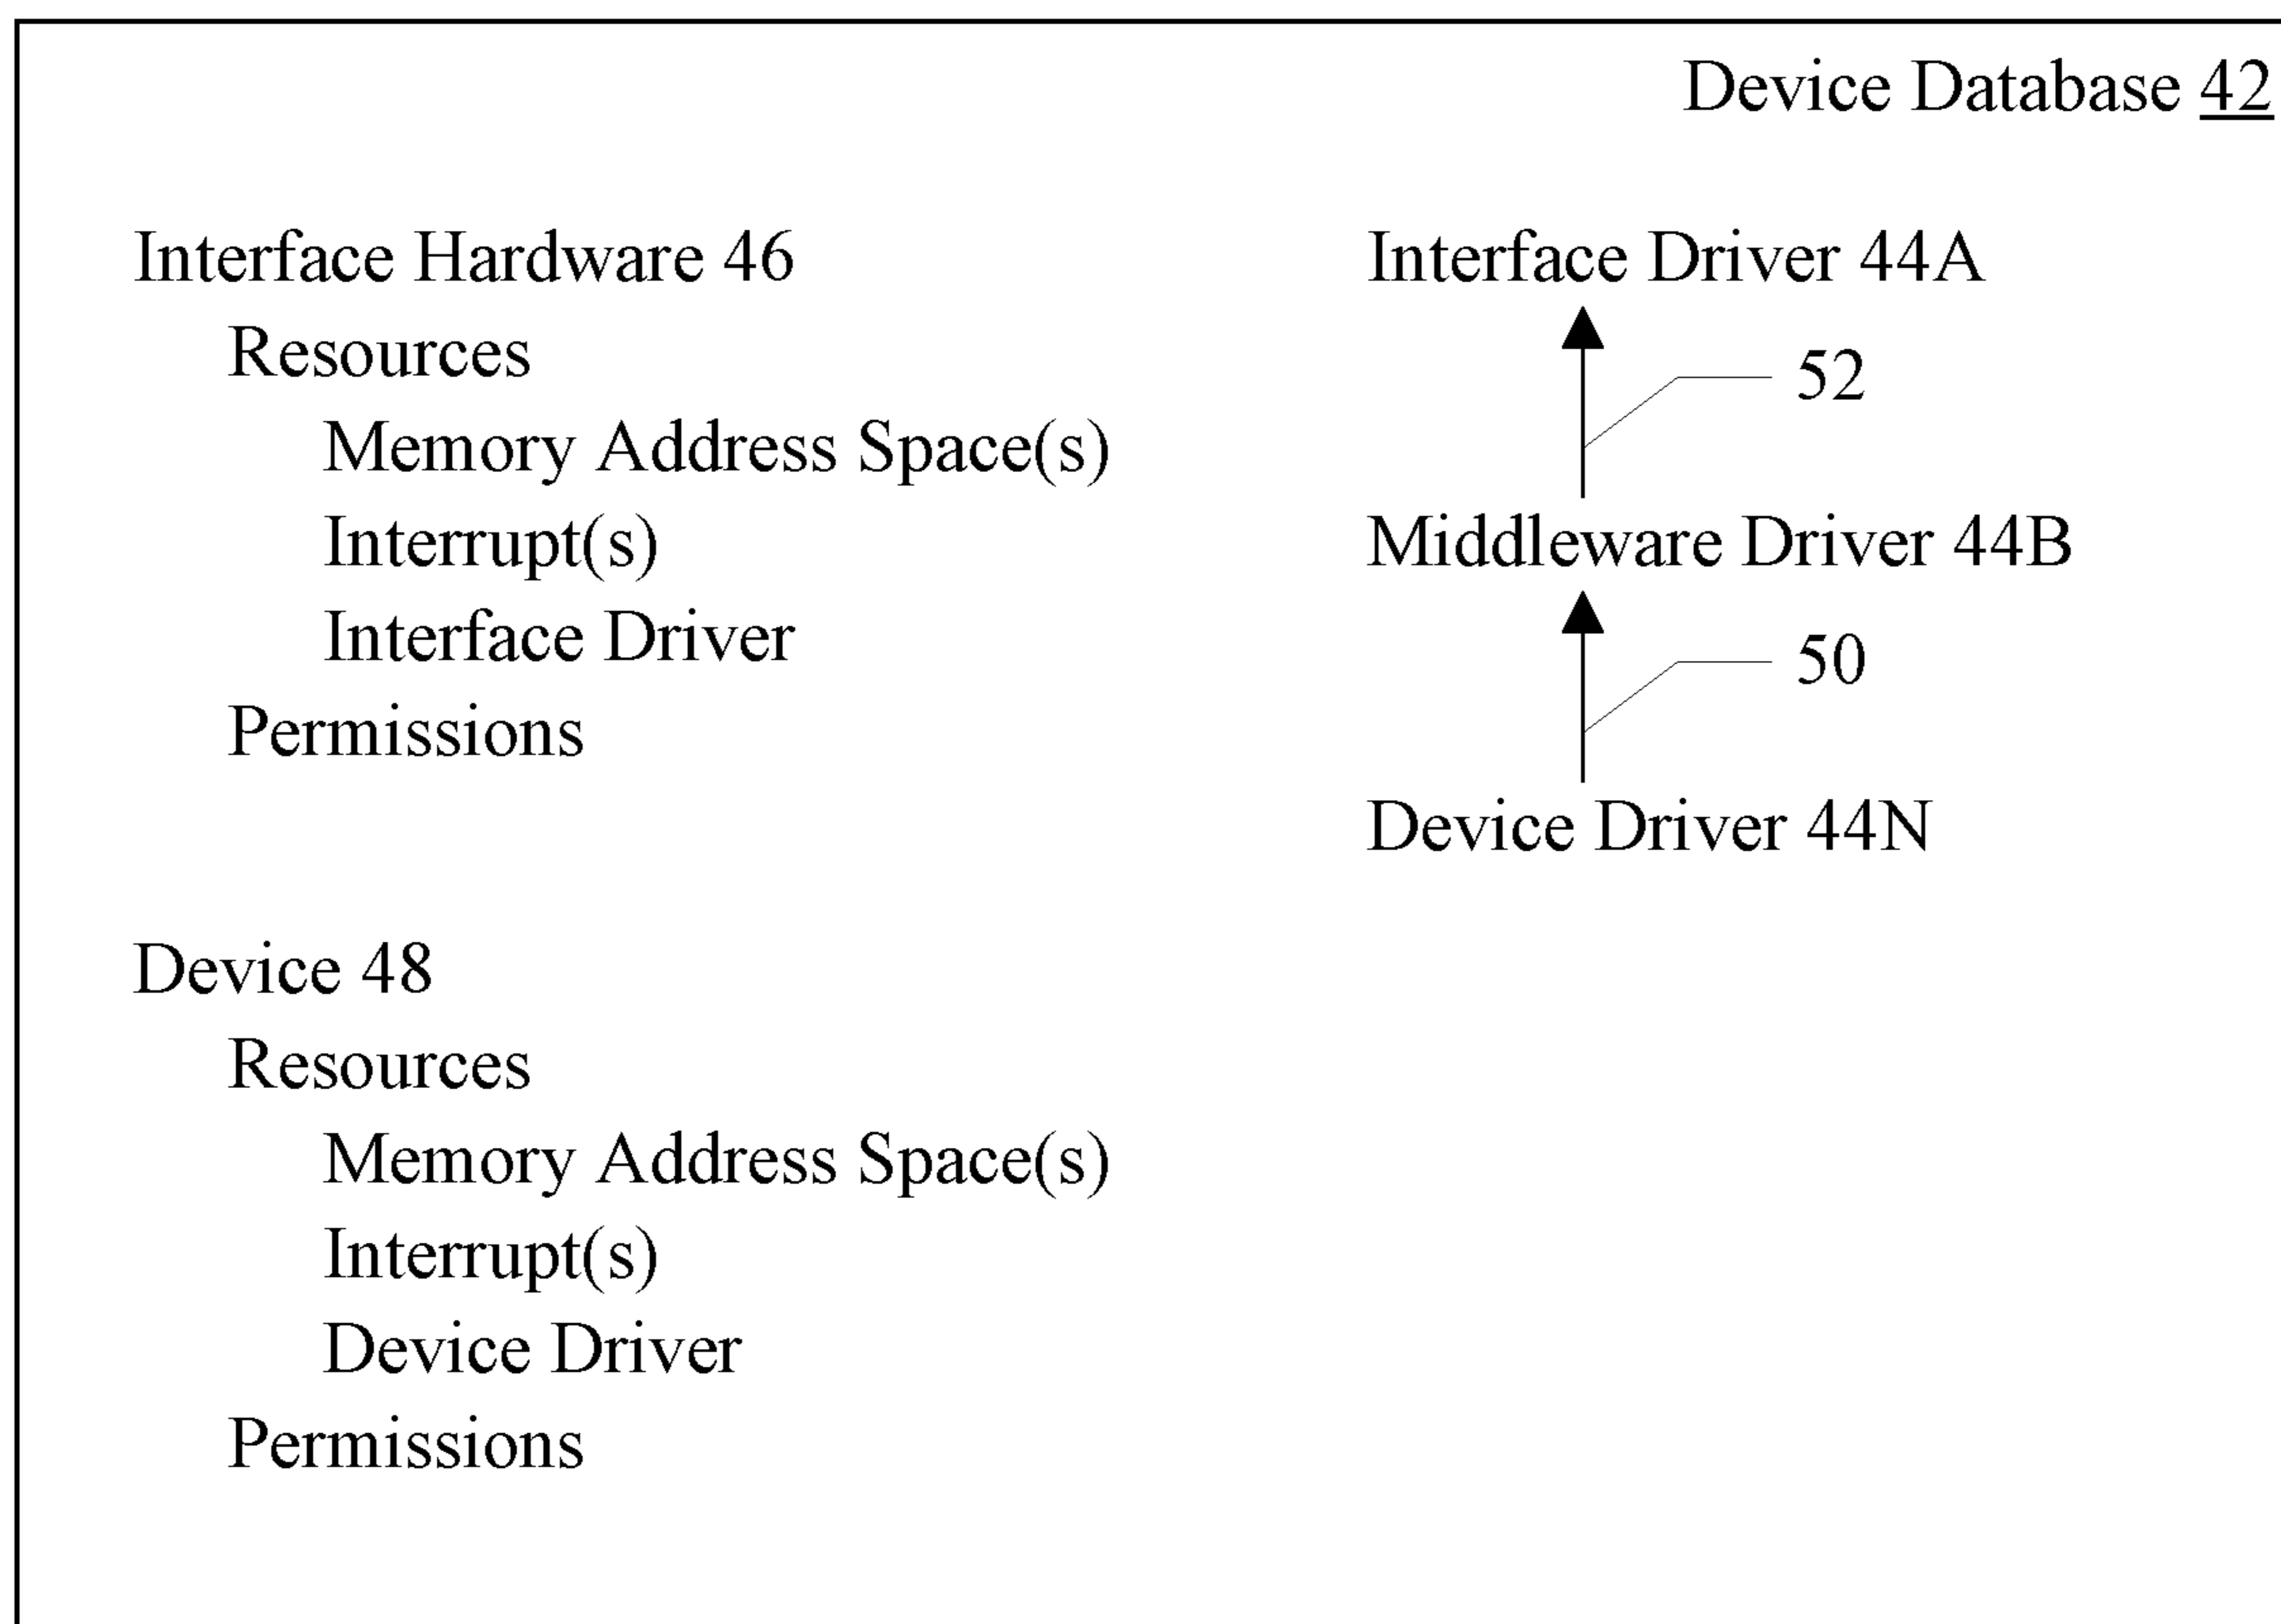 Device Database 42
Interface Hardware 46
Resources
Memory Address Space(s)
Interrupt(s)
Interface Driver
Permissions
Device 48
Resources
Memory Address Space(s)
Interrupt(s)
Device Driver
Permissions
Interface Driver 44A
52
Middleware Driver 44B
50
Device Driver 44N